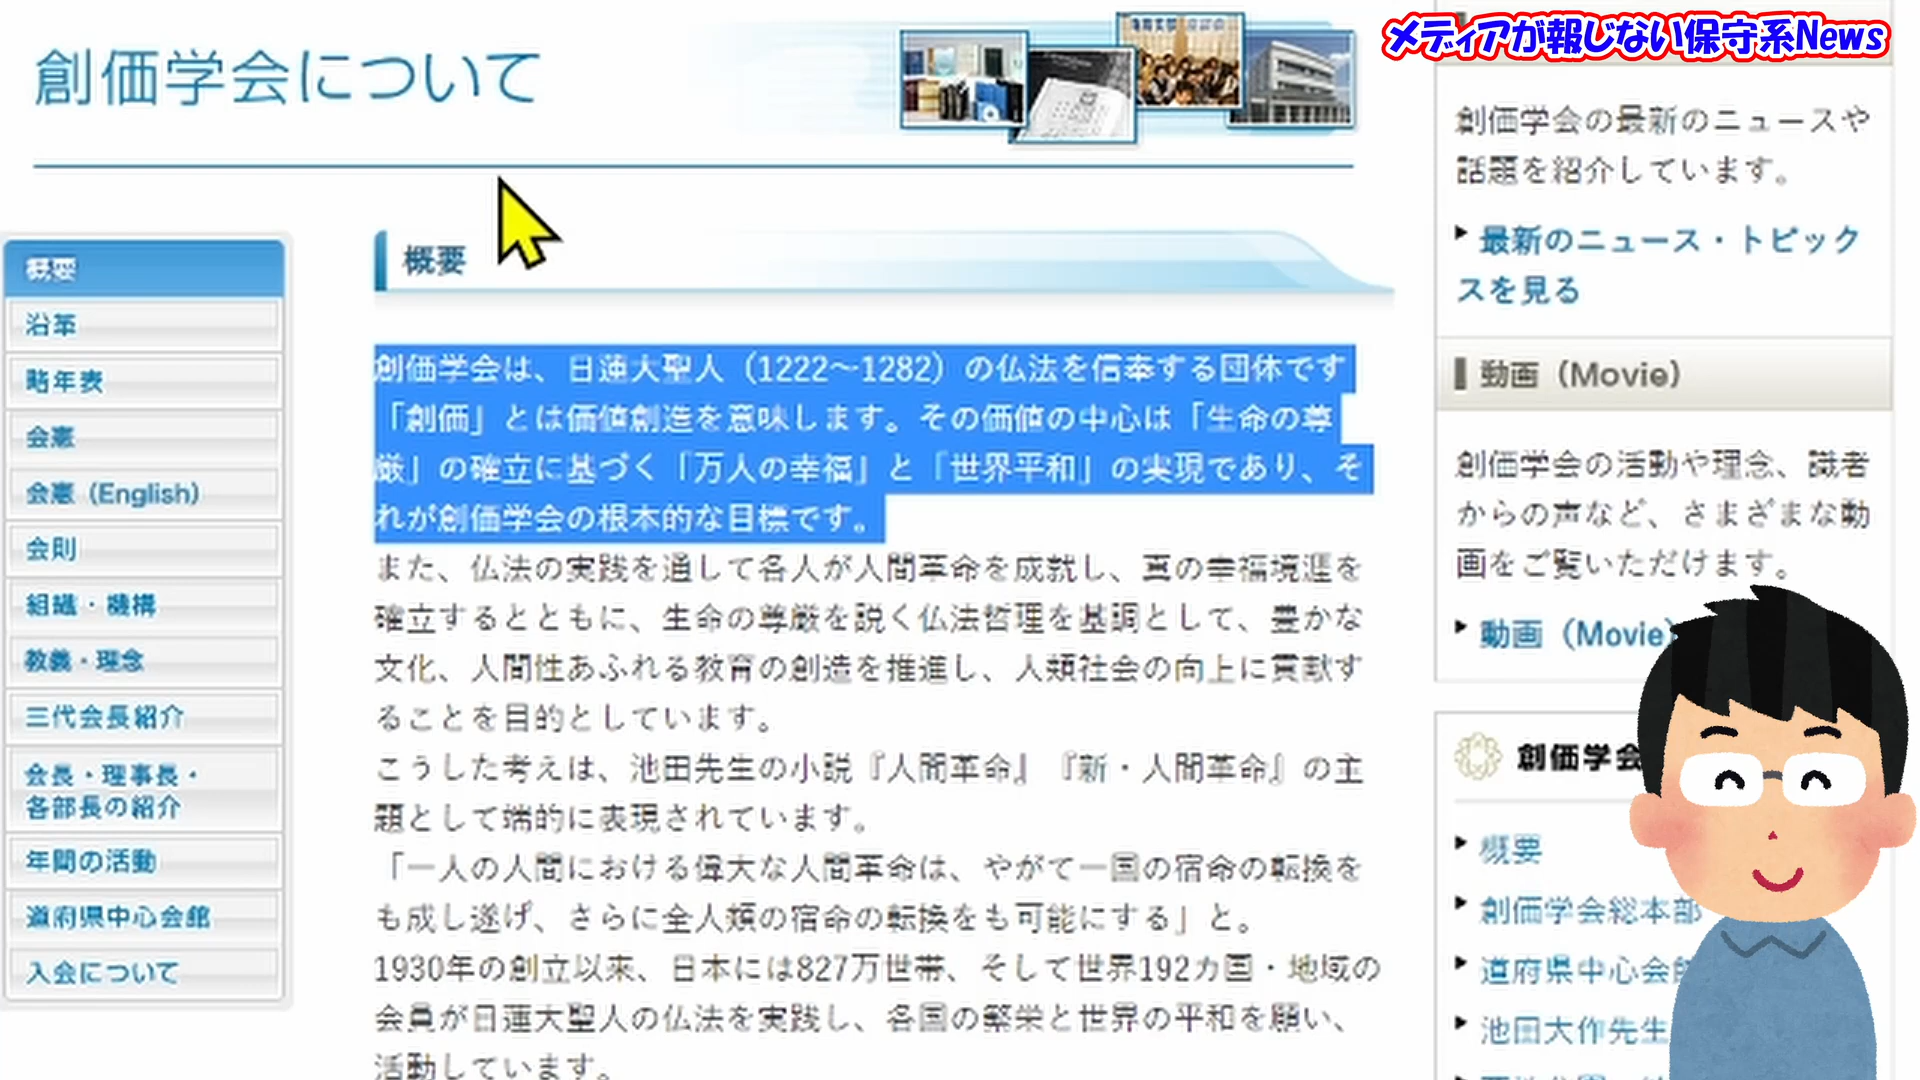 メディアが報じない保守系News
創価学会について
概要
沿革
略年表
会憲
会憲（English）
会則
組織・機構
教義・理念
三代会長紹介
会長・理事長・
各部長の紹介
年間の活動
道府県中心会館
入会について
概要
創価学会は、日蓮大聖人（1222～1282）の仏法を信奉する団体です
「創価」とは価値創造を意味します。その価値の中心は「生命の尊
厳」の確立に基づく「万人の幸福」と「世界平和」の実現であり、そ
れが創価学会の根本的な目標です。
また、仏法の実践を通して各人が人間革命を成就し、真の幸福境涯を
確立するとともに、生命の尊厳を説く仏法哲理を基調として、豊かな
文化、人間性あふれる教育の創造を推進し、人類社会の向上に貢献す
ることを目的としています。
こうした考えは、池田先生の小説『人間革命』『新・人間革命』の主
題として端的に表現されています。
「一人の人間における偉大な人間革命は、やがて一国の宿命の転換を
も成し遂げ、さらに全人類の宿命の転換をも可能にする」と。
1930年の創立以来、日本には827万世帯、そして世界192カ国・地域の
会員が日蓮大聖人の仏法を実践し、各国の繁栄と世界の平和を願い、
活動しています。
創価学会の最新のニュースや
話題を紹介しています。
最新のニュース・トピック
スを見る
動画（Movie）
創価学会の活動や理念、識者
からの声など、さまざまな動
画をご覧いただけます。
動画（Movie）
創価学会
概要
創価学会総本部
道府県中心会館
池田大作先生